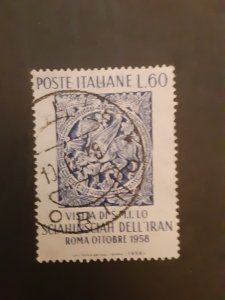 POSTE ITALIANE L.60
VISITA DI S.M.I. LO
SCIAHINSCIAH DELL'IRAN
ROMA OTTOBRE 1958